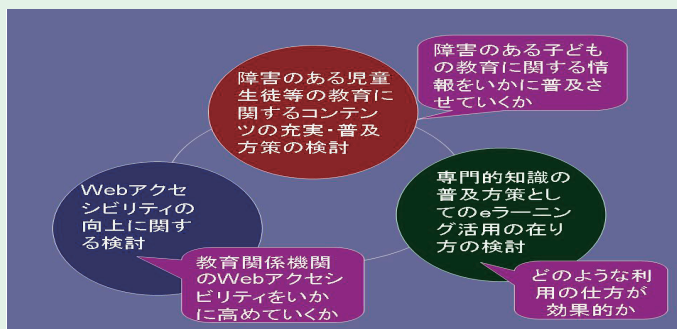 障害のある児童
生徒等の教育に
関するコンテン
ツの充実・普及
方策の検討
障害のある子ども
の教育に関する情
報をいかに普及さ
せていくか
Webアクセ
シビリティの
向上に関す
る検討
教育関係機関
のWebアクセシ
ビリティをいか
に高めていくか
専門的知識の
普及方策とし
てのeラーニン
グ活用の在り
方の検討
どのような利
用の仕方が
効果的か